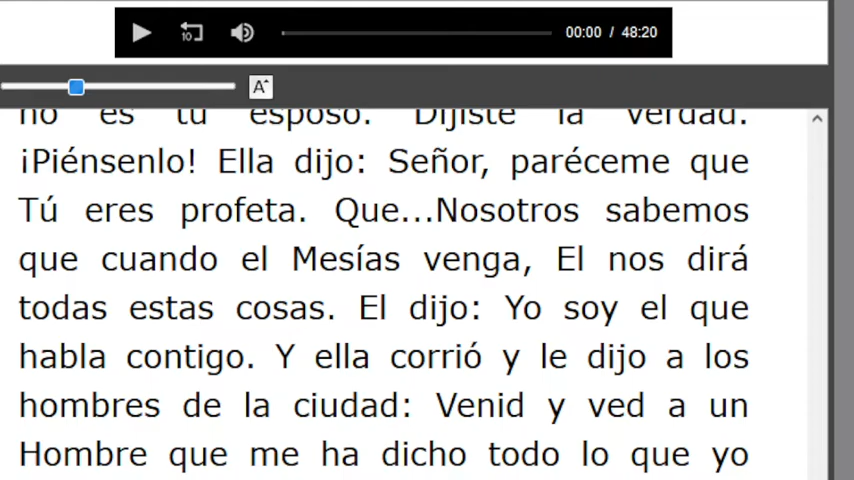 10
00:00 / 48:20
A
no es tu esposo. Dijiste la verdad.
¡Piénsenlo! Ella dijo: Señor, paréceme que
Tú eres profeta. Que...Nosotros sabemos
que cuando el Mesías venga, El nos dirá
todas estas cosas. El dijo: Yo soy el que
habla contigo. Y ella corrió y le dijo a los
hombres de la ciudad: Venid y ved a un
Hombre que me ha dicho todo lo que yo